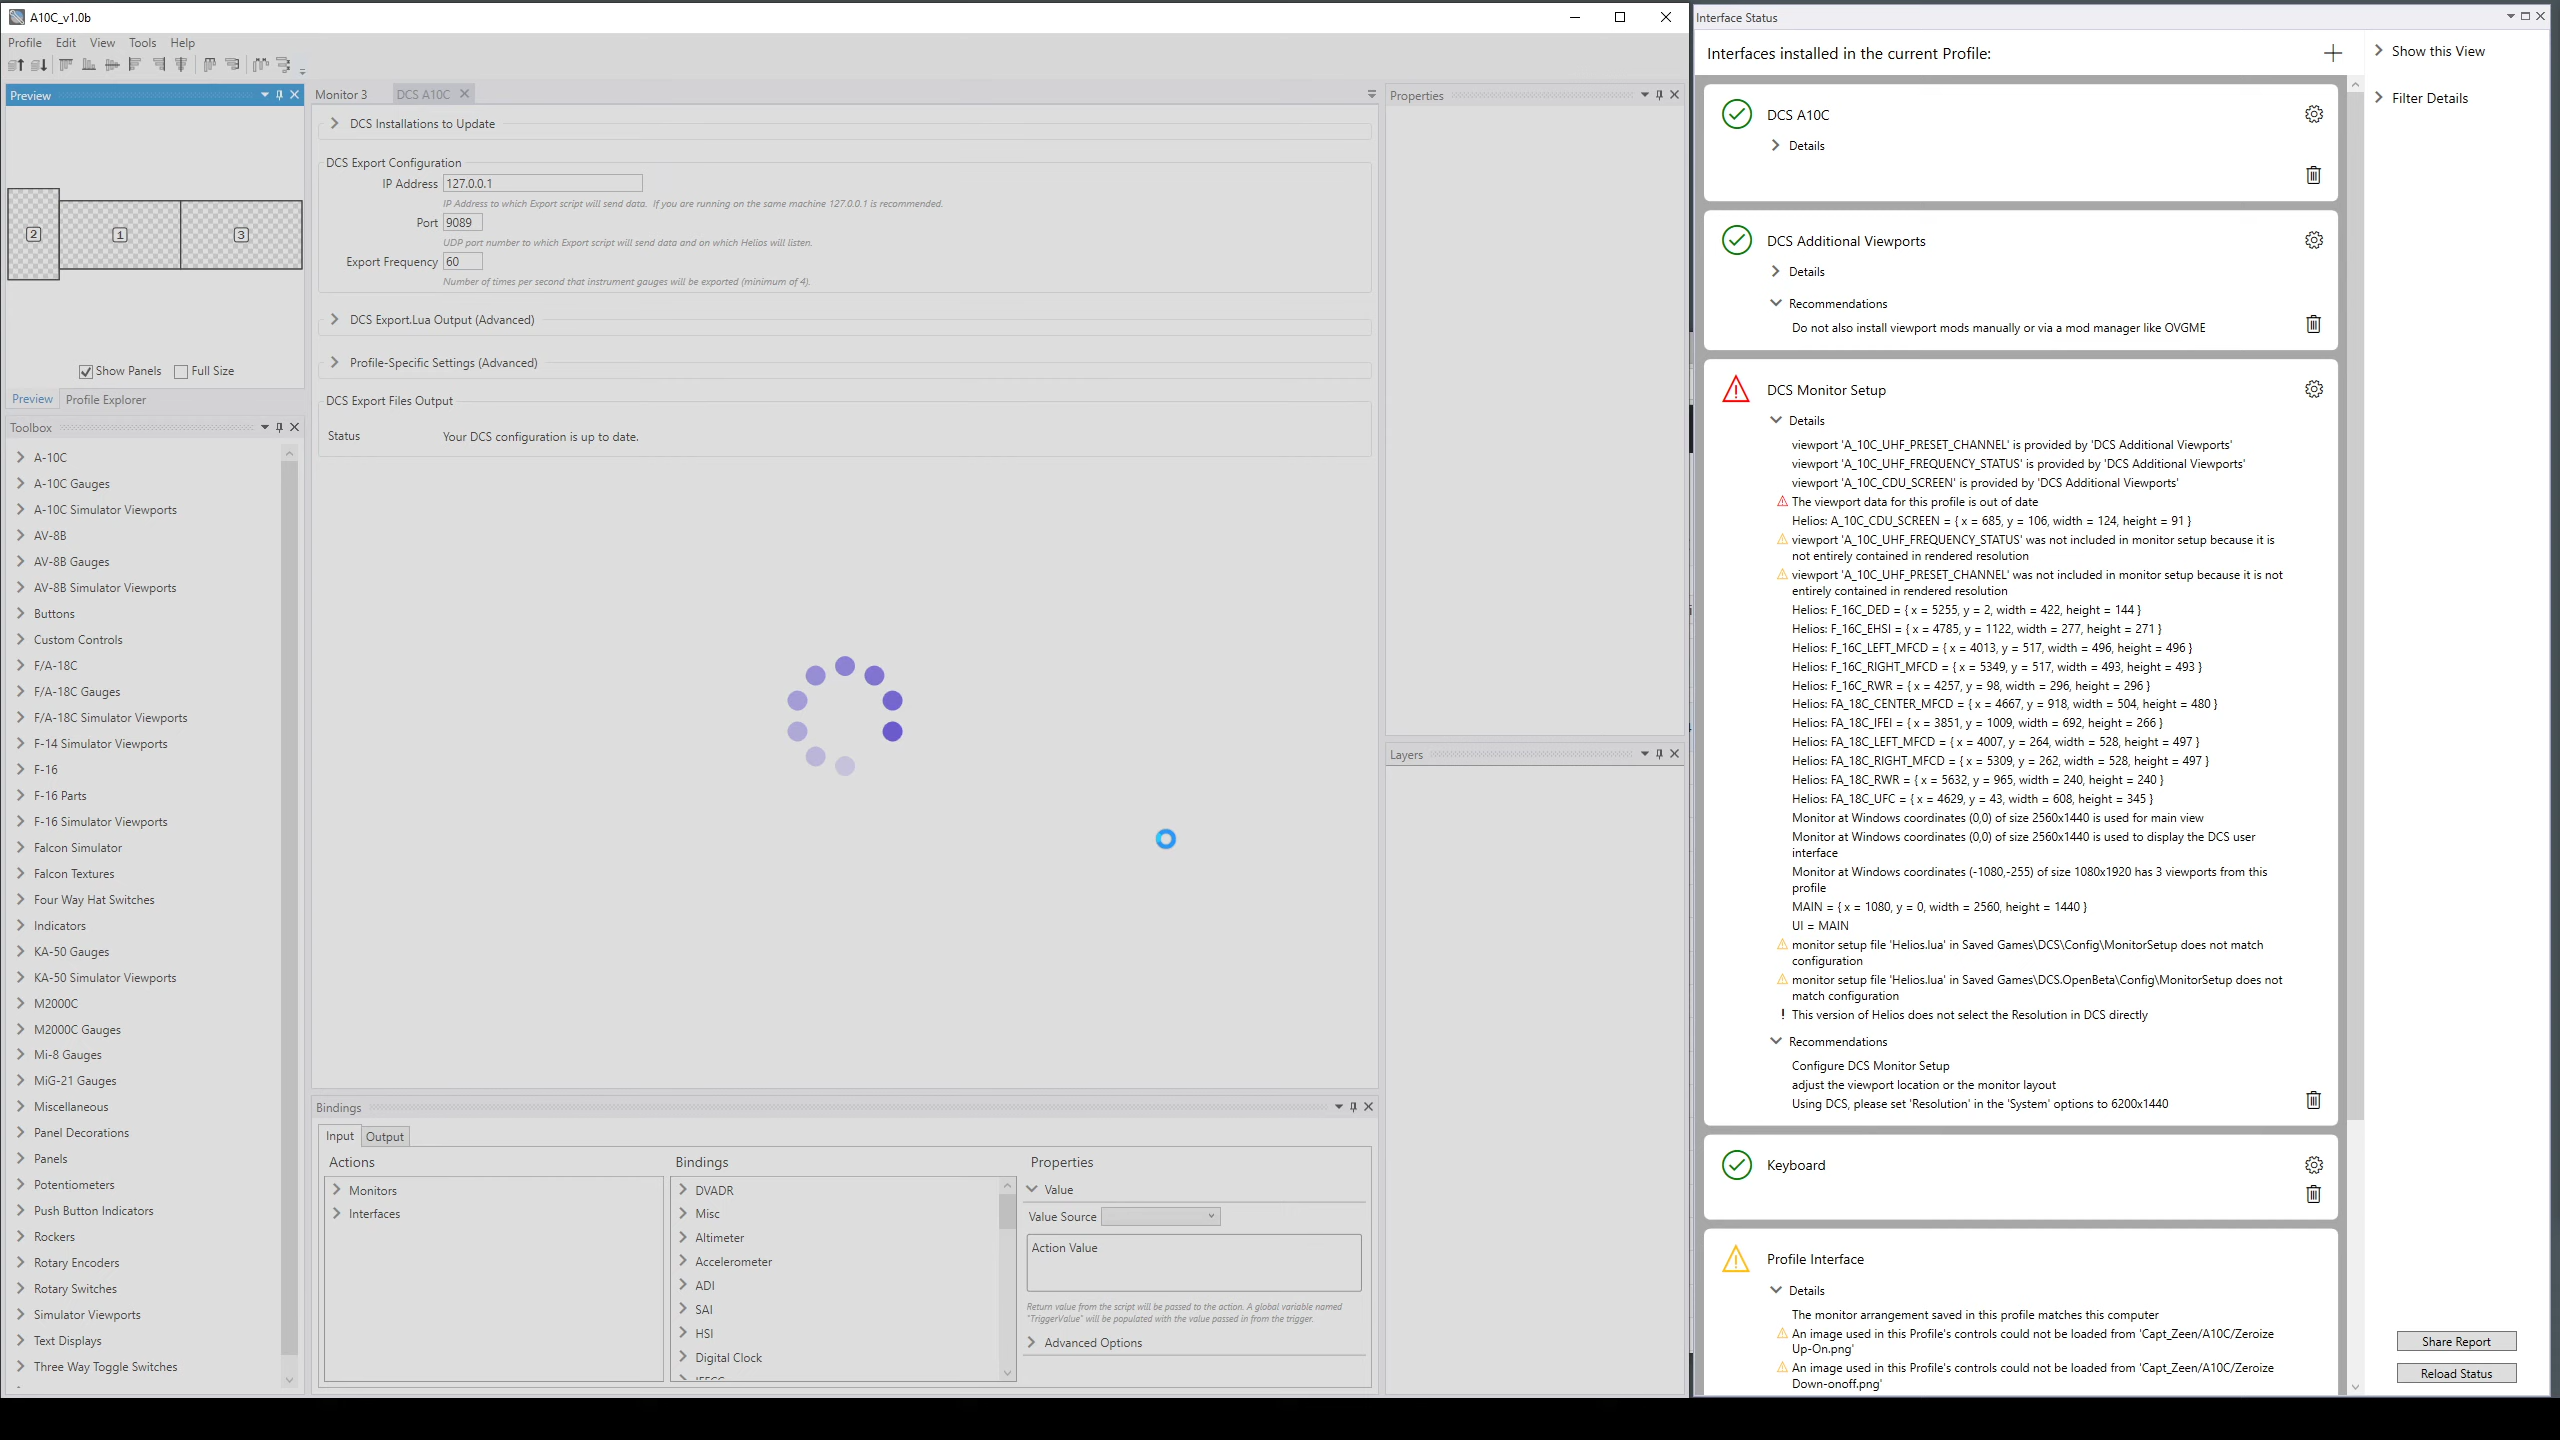 A10C_v1.0b
Profile Edit View Tools Help
Preview
2
1
3
Show Panels Full Size
Preview Profile Explorer
Toolbox
A-10C
A-10C Gauges
A-10C Simulator Viewports
AV-8B
AV-8B Gauges
AV-8B Simulator Viewports
Buttons
Custom Controls
F/A-18C
F/A-18C Gauges
F/A-18C Simulator Viewports
F-14 Simulator Viewports
F-16
F-16 Parts
F-16 Simulator Viewports
Falcon Simulator
Falcon Textures
Four Way Hat Switches
Indicators
KA-50 Gauges
KA-50 Simulator Viewports
M2000C
M2000C Gauges
Mi-8 Gauges
MiG-21 Gauges
Miscellaneous
Panel Decorations
Panels
Potentiometers
Push Button Indicators
Rockers
Rotary Encoders
Rotary Switches
Simulator Viewports
Text Displays
Three Way Toggle Switches
Monitor 3 DCS A10C
DCS Installations to Update
DCS Export Configuration
IP Address 127.0.0.1
IP Address to which Export script will send data. If you are running on the same machine 127.0.0.1 is recommended.
Port 9089
UDP port number to which Export script will send data and on which Helios will listen.
Export Frequency 60
Number of times per second that instrument gauges will be exported (minimum of 4).
DCS Export.Lua Output (Advanced)
Profile-Specific Settings (Advanced)
DCS Export Files Output
Status Your DCS configuration is up to date.
Bindings
Input Output
Actions
Monitors
Interfaces
Bindings
DVADR
Misc
Altimeter
Accelerometer
ADI
SAI
HSI
Digital Clock
Properties
Value
Value Source
Action Value
Return value from the script will be passed to the action. A global variable named
"TriggerValue" will be populated with the value passed in from the trigger.
Advanced Options
Properties
Layers
Interface Status
Interfaces installed in the current Profile:
DCS A10C
Details
DCS Additional Viewports
Details
Recommendations
Do not also install viewport mods manually or via a mod manager like OVGME
DCS Monitor Setup
Details
viewport 'A_10C_UHF_PRESET_CHANNEL' is provided by 'DCS Additional Viewports'
viewport 'A_10C_UHF_FREQUENCY_STATUS' is provided by 'DCS Additional Viewports'
viewport 'A_10C_CDU_SCREEN' is provided by 'DCS Additional Viewports'
The viewport data for this profile is out of date
Helios: A_10C_CDU_SCREEN = { x = 685, y = 106, width = 124, height = 91 }
viewport 'A_10C_UHF_FREQUENCY_STATUS' was not included in monitor setup because it is
not entirely contained in rendered resolution
viewport 'A_10C_UHF_PRESET_CHANNEL' was not included in monitor setup because it is not
entirely contained in rendered resolution
Helios: F_16C_DED = { x = 5255, y = 2, width = 422, height = 144 }
Helios: F_16C_EHSI = { x = 4785, y = 1122, width = 277, height = 271 }
Helios: F_16C_LEFT_MFCD = { x = 4013, y = 517, width = 496, height = 496 }
Helios: F_16C_RIGHT_MFCD = { x = 5349, y = 517, width = 493, height = 493 }
Helios: F_16C_RWR = { x = 4257, y = 98, width = 296, height = 296 }
Helios: FA_18C_CENTER_MFCD = { x = 4667, y = 918, width = 504, height = 480 }
Helios: FA_18C_IFEI = { x = 3851, y = 1009, width = 692, height = 266 }
Helios: FA_18C_LEFT_MFCD = { x = 4007, y = 264, width = 528, height = 497 }
Helios: FA_18C_RIGHT_MFCD = { x = 5309, y = 262, width = 528, height = 497 }
Helios: FA_18C_RWR = { x = 5632, y = 965, width = 240, height = 240 }
Helios: FA_18C_UFC = { x = 4629, y = 43, width = 608, height = 345 }
Monitor at Windows coordinates (0,0) of size 2560x1440 is used for main view
Monitor at Windows coordinates (0,0) of size 2560x1440 is used to display the DCS user
interface
Monitor at Windows coordinates (-1080,-255) of size 1080x1920 has 3 viewports from this
profile
MAIN = { x = 1080, y = 0, width = 2560, height = 1440 }
UI = MAIN
monitor setup file 'Helios.lua' in Saved Games\DCS\Config\MonitorSetup does not match
configuration
monitor setup file 'Helios.lua' in Saved Games\DCS.OpenBeta\Config\MonitorSetup does not
match configuration
! This version of Helios does not select the Resolution in DCS directly
Recommendations
Configure DCS Monitor Setup
adjust the viewport location or the monitor layout
Using DCS, please set 'Resolution' in the 'System' options to 6200x1440
Keyboard
Profile Interface
Details
The monitor arrangement saved in this profile matches this computer
An image used in this Profile's controls could not be loaded from 'Capt_Zeen/A10C/Zeroize
Up-On.png'
An image used in this Profile's controls could not be loaded from 'Capt_Zeen/A10C/Zeroize
Down-onoff.png'
Show this View
Filter Details
Share Report
Reload Status